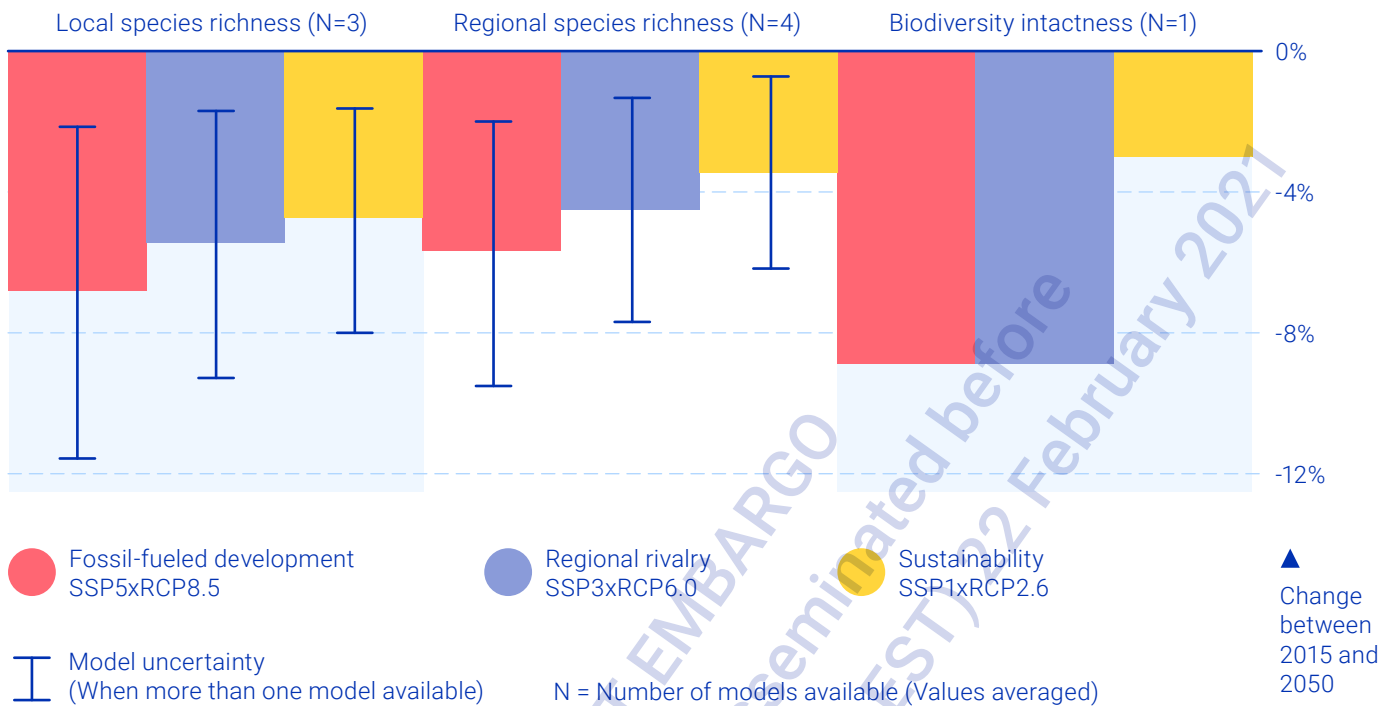 Local species richness (N=3)
Regional species richness (N=4)
Biodiversity intactness (N=1)
0%
-4%
-8%
-12%
Fossil-fueled development
SSP5xRCP8.5
Regional rivalry
SSP3xRCP6.0
Sustainability
SSP1xRCP2.6
Change
between
2015 and
2050
Model uncertainty
(When more than one model available)
N = Number of models available (Values averaged)
EMBARGO
seminated before
EST) 22 February 2021